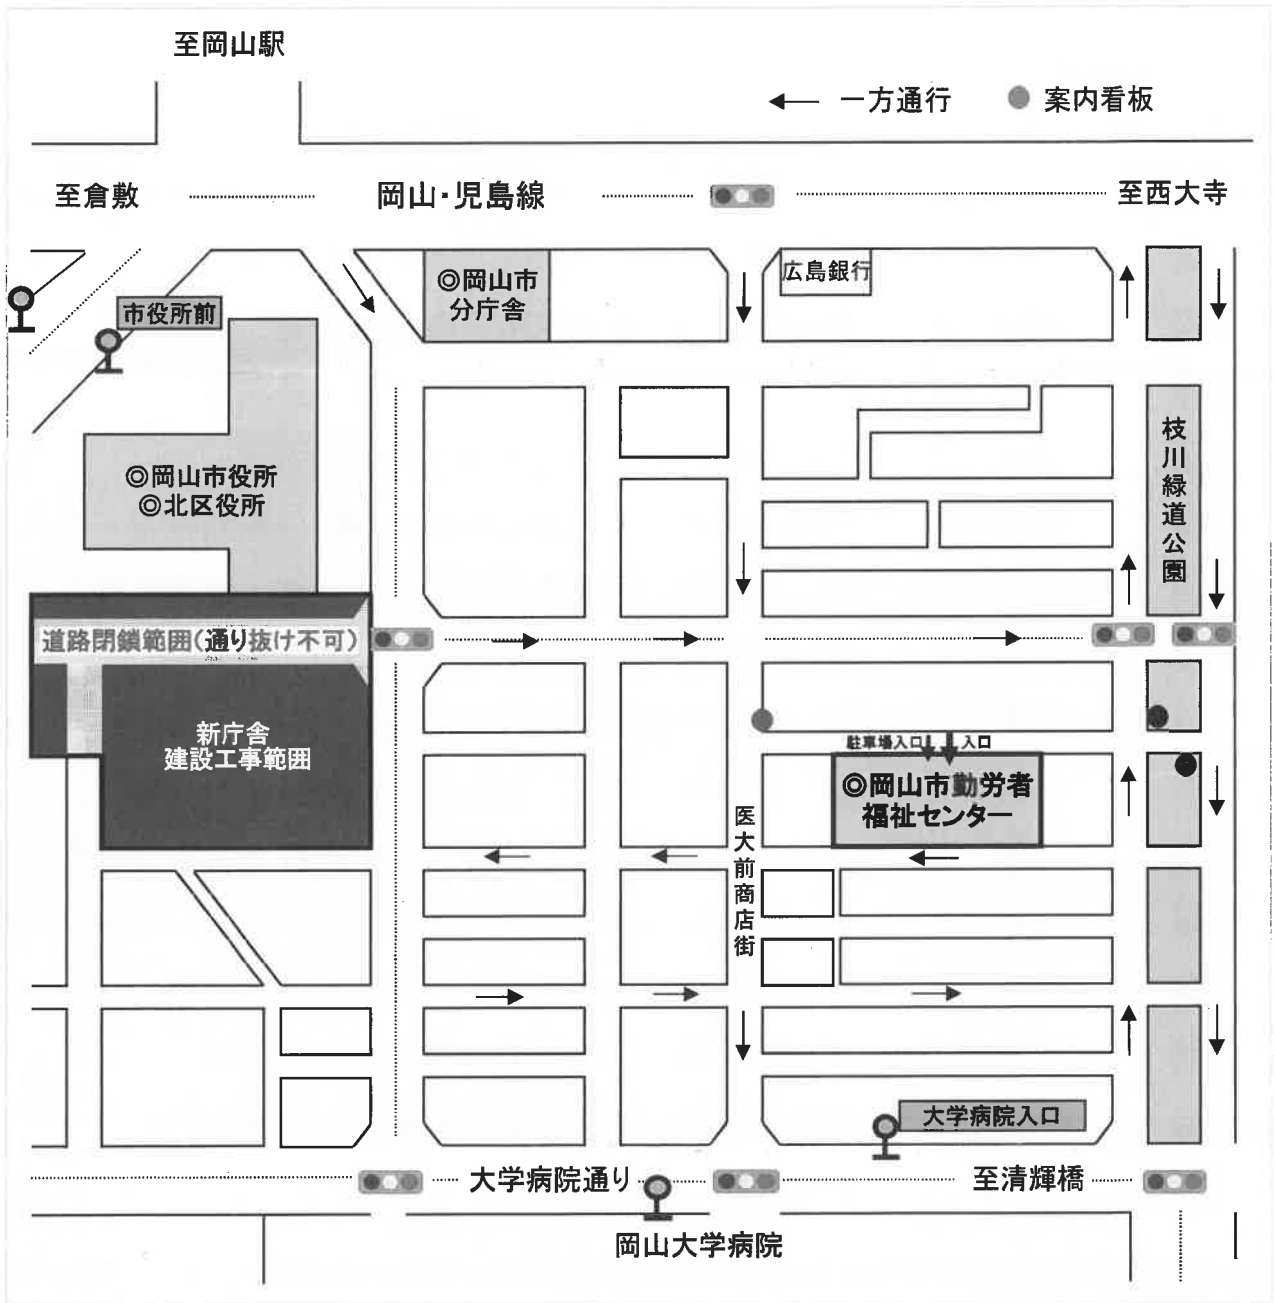 至岡山駅
一方通行
案内看板
至倉敷
岡山・児島線
至西大寺
◎岡山市
分庁舎
広島銀行
市役所前
◎岡山市役所
◎北区役所
枝川緑道公園
道路閉鎖範囲(通り抜け不可)
新庁舎
建設工事範囲
駐車場入口
入口
◎岡山市勤労者
福祉センター
医大前商店街
大学病院入口
大学病院通り
至清輝橋
岡山大学病院